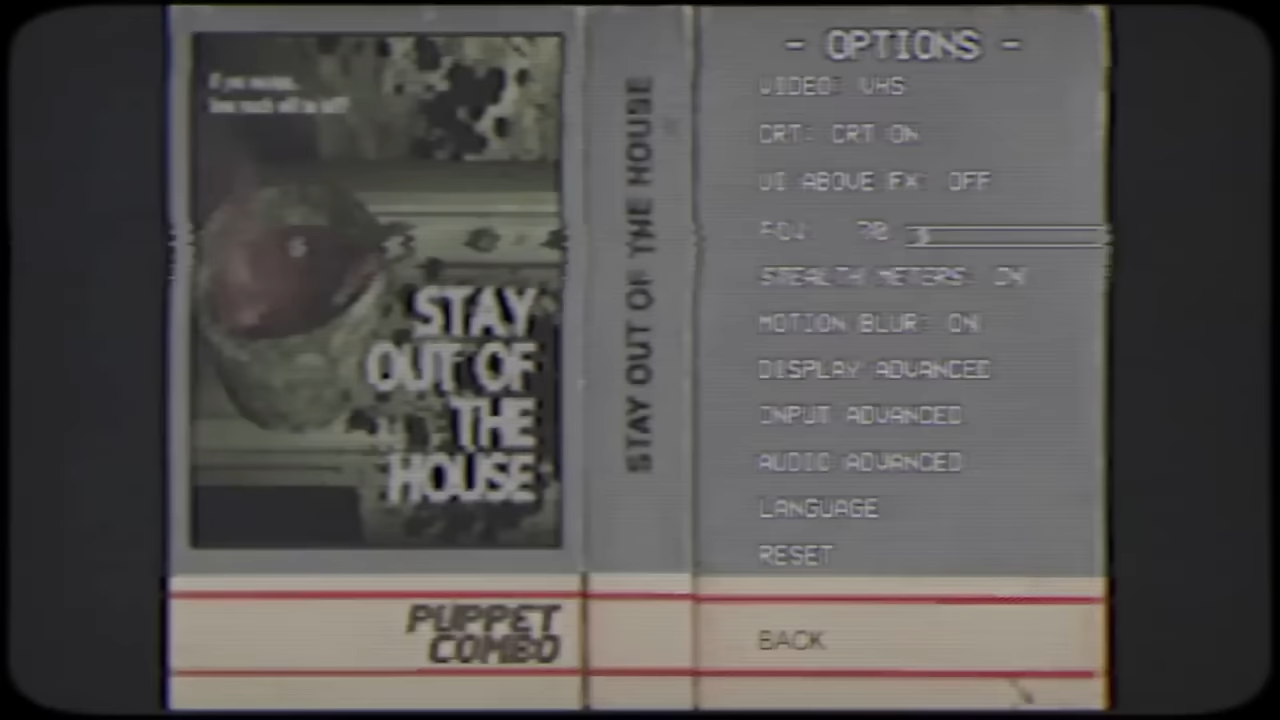 STAY
OUT OF
THE
HOUSE
PUPPET
COMBO
STAY OUT OF THE HOUSE
- OPTIONS -
VIDEO: VHS
CRT: CRT ON
UI ABOVE FX: OFF
FOV: 70
STEALTH METERS: ON
MOTION BLUR: ON
DISPLAY ADVANCED
INPUT ADVANCED
AUDIO ADVANCED
LANGUAGE
RESET
BACK